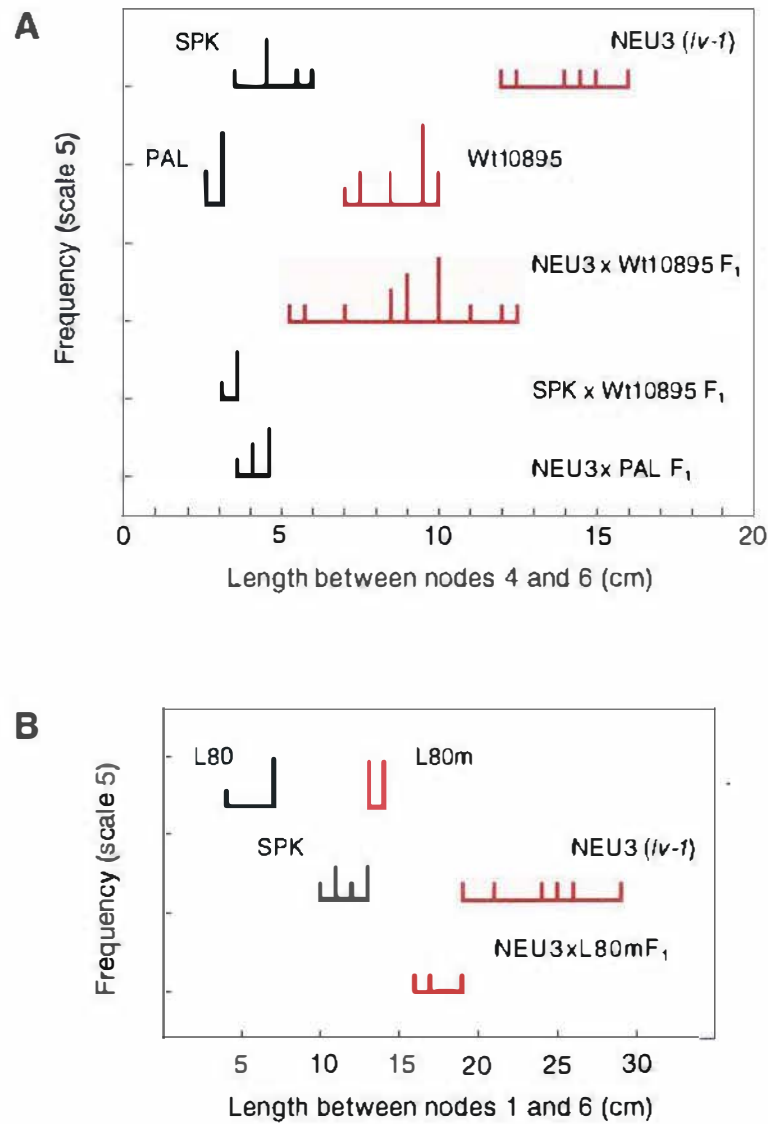 A
SPK
NEU3 (lv-1)
PAL
Wt10895
NEU3 x Wt10895 F₁
SPK x Wt10895 F₁
NEU3x PAL F₁
Frequency (scale 5)
0 5 10 15 20
Length between nodes 4 and 6 (cm)
B
L80
L80m
SPK
NEU3 (lv-1)
NEU3xL80mF₁
Frequency (scale 5)
5 10 15 20 25 30
Length between nodes 1 and 6 (cm)